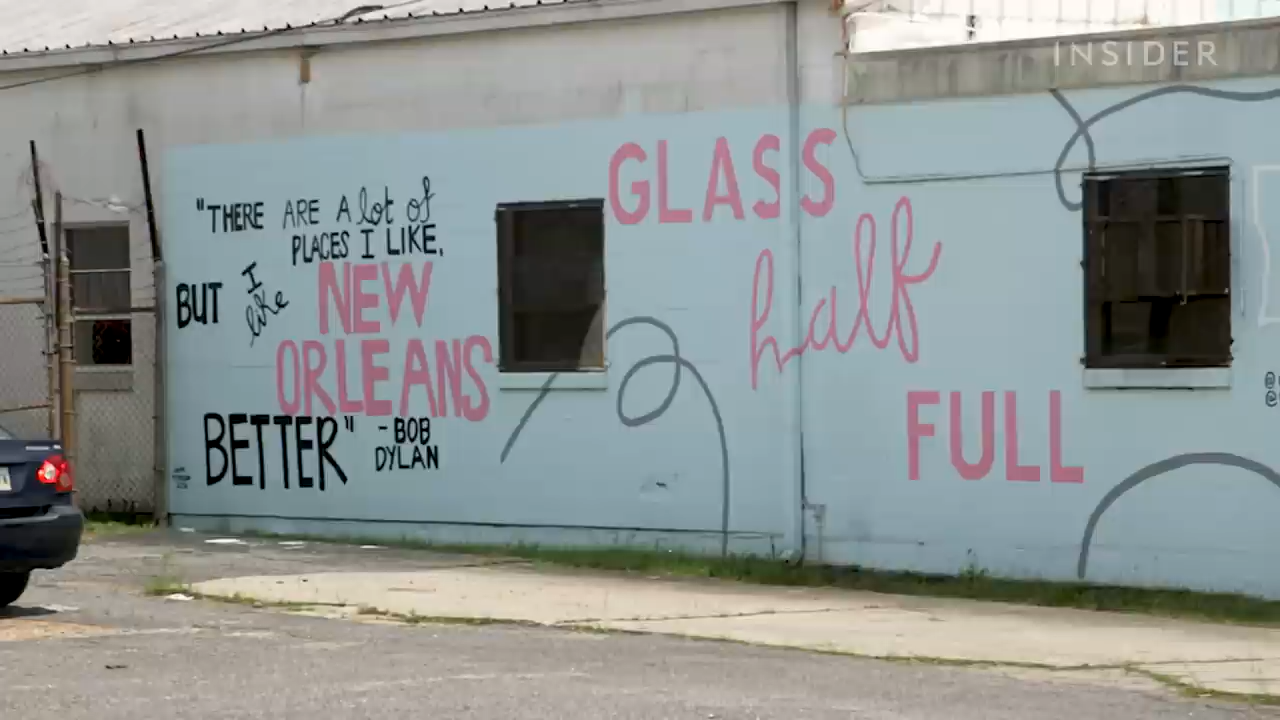 INSIDER
"THERE ARE A lot of
PLACES I LIKE,
BUT I like NEW
ORLEANS
BETTER" - BOB
DYLAN
GLASS
half
FULL